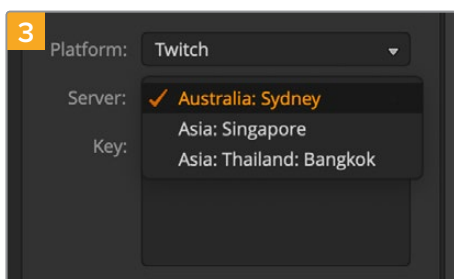 3
Platform: Twitch
Server: Australia: Sydney
Asia: Singapore
Key:
Asia: Thailand: Bangkok